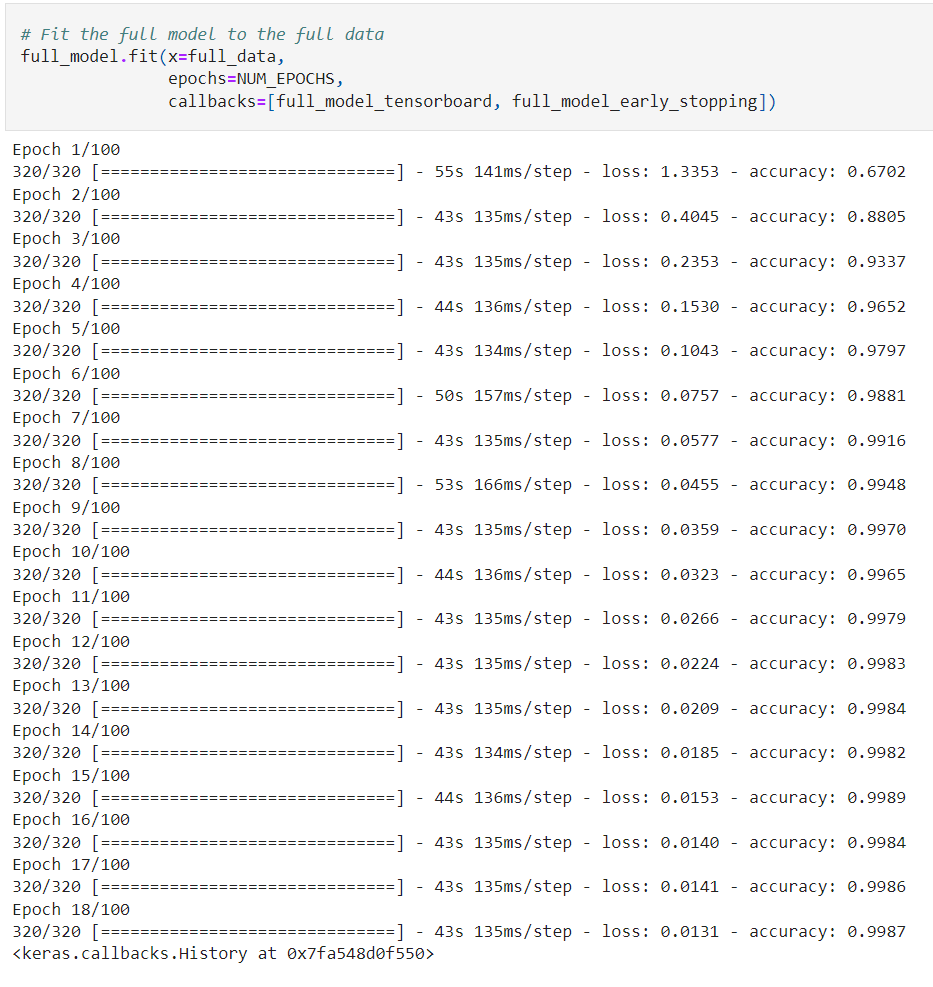 # Fit the full model to the full data
full_model.fit(x=full_data,
               epochs=NUM_EPOCHS,
               callbacks=[full_model_tensorboard, full_model_early_stopping])
Epoch 1/100
320/320 [==============================] - 55s 141ms/step - loss: 1.3353 - accuracy: 0.6702
Epoch 2/100
320/320 [==============================] - 43s 135ms/step - loss: 0.4045 - accuracy: 0.8805
Epoch 3/100
320/320 [==============================] - 43s 135ms/step - loss: 0.2353 - accuracy: 0.9337
Epoch 4/100
320/320 [==============================] - 44s 136ms/step - loss: 0.1530 - accuracy: 0.9652
Epoch 5/100
320/320 [==============================] - 43s 134ms/step - loss: 0.1043 - accuracy: 0.9797
Epoch 6/100
320/320 [==============================] - 50s 157ms/step - loss: 0.0757 - accuracy: 0.9881
Epoch 7/100
320/320 [==============================] - 43s 135ms/step - loss: 0.0577 - accuracy: 0.9916
Epoch 8/100
320/320 [==============================] - 53s 166ms/step - loss: 0.0455 - accuracy: 0.9948
Epoch 9/100
320/320 [==============================] - 43s 135ms/step - loss: 0.0359 - accuracy: 0.9970
Epoch 10/100
320/320 [==============================] - 44s 136ms/step - loss: 0.0323 - accuracy: 0.9965
Epoch 11/100
320/320 [==============================] - 43s 135ms/step - loss: 0.0266 - accuracy: 0.9979
Epoch 12/100
320/320 [==============================] - 43s 135ms/step - loss: 0.0224 - accuracy: 0.9983
Epoch 13/100
320/320 [==============================] - 43s 135ms/step - loss: 0.0209 - accuracy: 0.9984
Epoch 14/100
320/320 [==============================] - 43s 134ms/step - loss: 0.0185 - accuracy: 0.9982
Epoch 15/100
320/320 [==============================] - 44s 136ms/step - loss: 0.0153 - accuracy: 0.9989
Epoch 16/100
320/320 [==============================] - 43s 135ms/step - loss: 0.0140 - accuracy: 0.9984
Epoch 17/100
320/320 [==============================] - 43s 135ms/step - loss: 0.0141 - accuracy: 0.9986
Epoch 18/100
320/320 [==============================] - 43s 135ms/step - loss: 0.0131 - accuracy: 0.9987
<keras.callbacks.History at 0x7fa548d0f550>